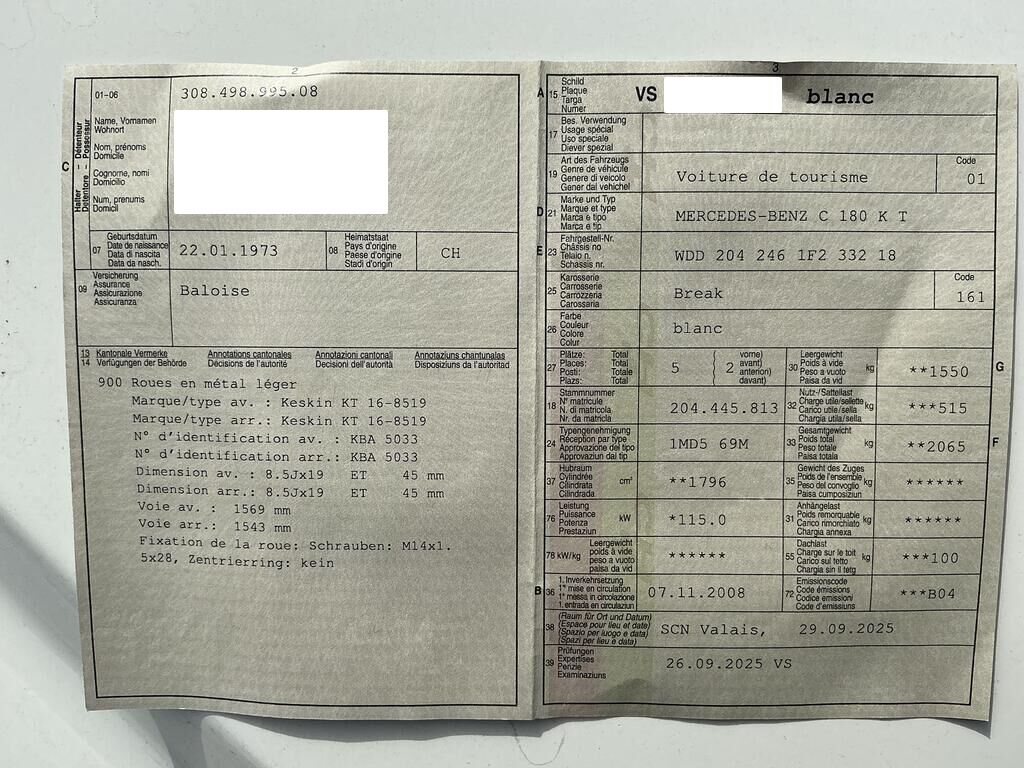 2
01-06
308.498.995.08
C
Halter – Détenteur
Detentore – Possessur
Name, Vornamen
Wohnort
Nom, prénoms
Domicile
Cognome, nomi
Domicilio
Num, prenums
Domicil
07
Geburtsdatum
Date de naissance
Data di nascita
Data da nasch.
22.01.1973
08
Heimatstaat
Pays d'origine
Paese d'origine
Stadi d'origin
CH
09
Versicherung
Assurance
Assicurazione
Assicuranza
Baloise
13 Kantonale Vermerke Annotations cantonales Annotazioni cantonali Annotaziuns chantunalas
14 Verfügungen der Behörde Décisions de l'autorité Decisioni dell'autorità Disposiziuns da l'autoritad
900 Roues en métal léger
Marque/type av. : Keskin KT 16-8519
Marque/type arr.: Keskin KT 16-8519
N° d'identification av. : KBA 5033
N° d'identification arr.: KBA 5033
Dimension av. : 8.5Jx19 ET 45 mm
Dimension arr.: 8.5Jx19 ET 45 mm
Voie av. : 1569 mm
Voie arr.: 1543 mm
Fixation de la roue: Schrauben: M14x1.
5x28, Zentrierring: kein
3
A 15
Schild
Plaque
Targa
Numer
VS blanc
17
Bes. Verwendung
Usage spécial
Uso speciale
Diever spezial
19
Art des Fahrzeugs
Genre de véhicule
Genere di veicolo
Gener dal vehichel
Voiture de tourisme
Code
01
D 21
Marke und Typ
Marque et type
Marca e tipo
Marca e tip
MERCEDES-BENZ C 180 K T
E 23
Fahrgestell-Nr.
Châssis no
Telaio n.
Schassis nr.
WDD 204 246 1F2 332 18
25
Karosserie
Carrosserie
Carrozzeria
Carossaria
Break
Code
161
26
Farbe
Couleur
Colore
Colur
blanc
27
Plätze: Total
Places: Total
Posti: Totale
Plazs: Totale
5
{ 2
vorne)
avant)
anteriori)
davant)
30
Leergewicht
Poids à vide
Peso a vuoto
Paisa da vid
kg
**1550
G
18
Stammnummer
N° matricule
N. di matricola
Nr. da matricla
204.445.813
32
Nutz-/Sattellast
Charge utile/sellette
Carico utile/sella
Chargia utila/sella
kg
***515
24
Typengenehmigung
Réception par type
Approvazione del tipo
Approvaziun dal tip
1MD5 69M
33
Gesamtgewicht
Poids total
Peso totale
Paisa totala
kg
**2065
F
37
Hubraum
Cylindrée
Cilindrata
Cilindrada
cm³
**1796
35
Gewicht des Zuges
Poids de l'ensemble
Peso del convoglio
Paisa cumposiziun
kg
******
76
Leistung
Puissance
Potenza
Prestaziun
kW
*115.0
31
Anhängelast
Poids remorquable
Carico rimorchiato
Chargia annexa
kg
******
78 kW/kg
Leergewicht
poids à vide
peso a vuoto
paisa da vid
******
55
Dachlast
Charge sur le toit
Carico sul tetto
Chargia sin il tetg
kg
***100
B 36
1. Inverkehrsetzung
1re mise en circulation
1a messa in circolazione
1. entrada en circulaziun
07.11.2008
72
Emissionscode
Code émissions
Codice emissioni
Code d'emissiuns
***B04
38
(Raum für Ort und Datum)
(Espace pour lieu et date)
(Spazio per luogo e data)
(Spazi per lieu e data)
SCN Valais, 29.09.2025
39
Prüfungen
Expertises
Perizie
Examinaziuns
26.09.2025 VS